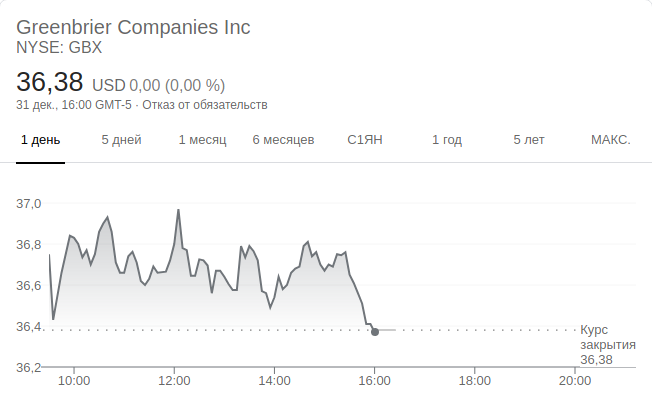 Greenbrier Companies Inc
NYSE: GBX
36,38 USD 0,00 (0,00 %)
31 дек., 16:00 GMT-5 · Отказ от обязательств
1 день 5 дней 1 месяц 6 месяцев С1ЯН 1 год 5 лет МАКС.
37,0
36,8
36,6
36,4
Курс
закрытия
36,38
36,2
10:00 12:00 14:00 16:00 18:00 20:00